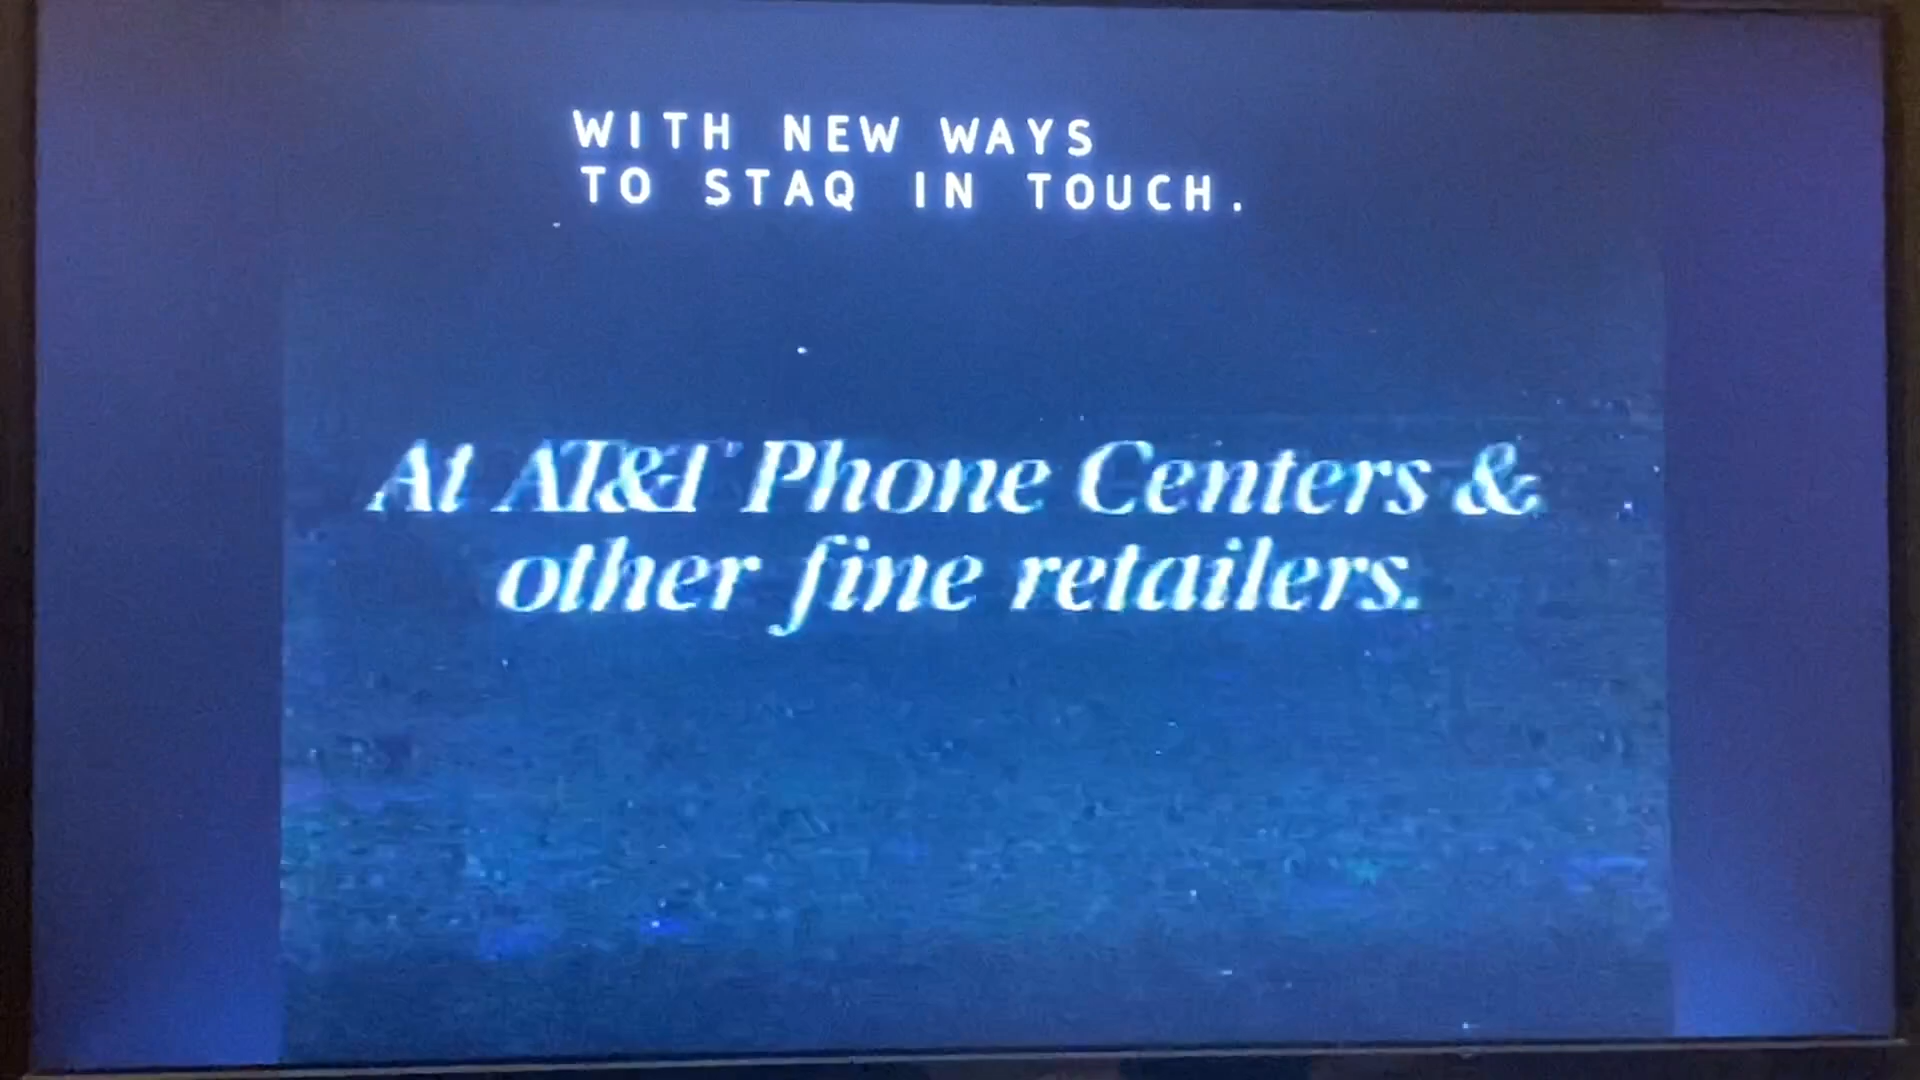 WITH NEW WAYS
TO STAQ IN TOUCH.
At AT&T Phone Centers &
other fine retailers.